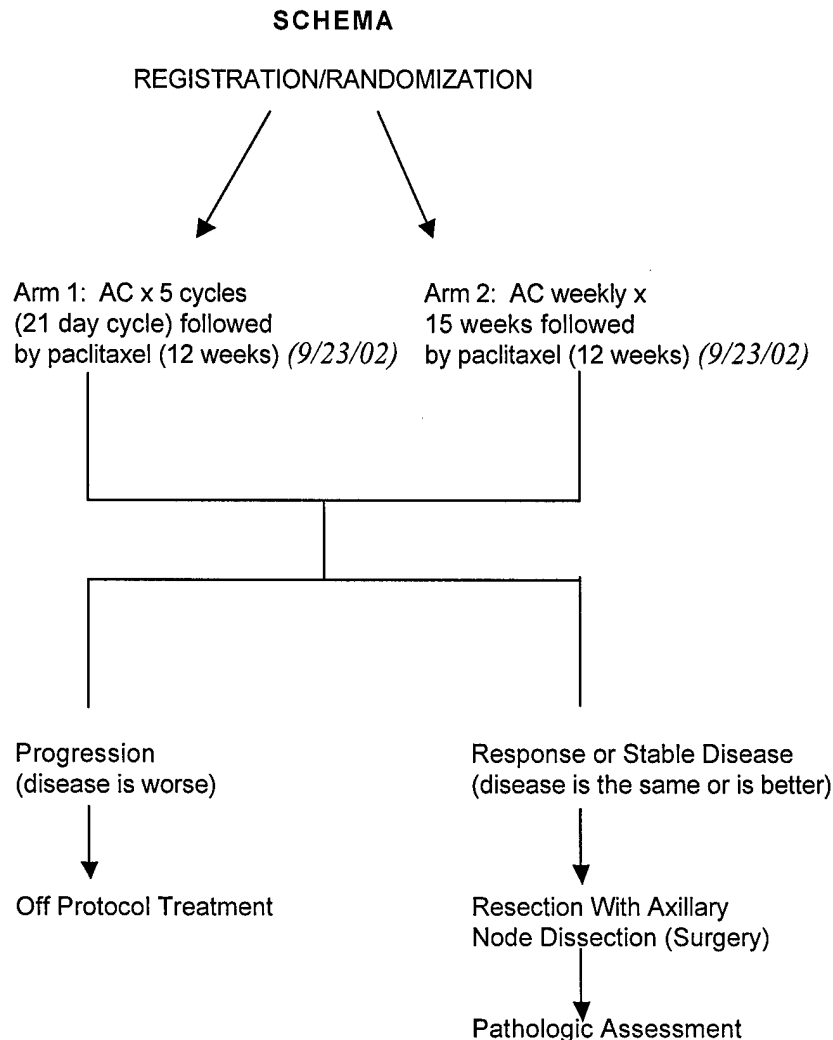 SCHEMA
REGISTRATION/RANDOMIZATION
Arm 1: AC x 5 cycles
(21 day cycle) followed
by paclitaxel (12 weeks) (9/23/02)
Arm 2: AC weekly x
15 weeks followed
by paclitaxel (12 weeks) (9/23/02)
Progression
(disease is worse)
Response or Stable Disease
(disease is the same or is better)
Off Protocol Treatment
Resection With Axillary
Node Dissection (Surgery)
Pathologic Assessment